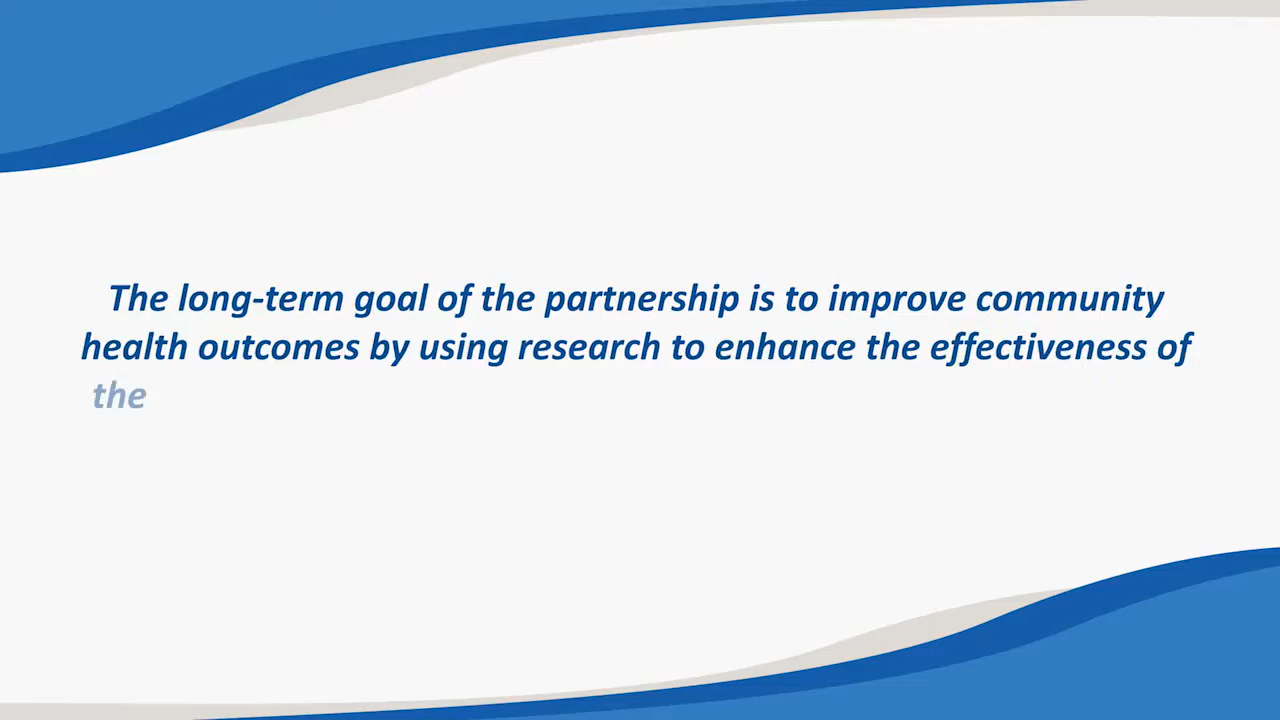 The long-term goal of the partnership is to improve community
health outcomes by using research to enhance the effectiveness of
the